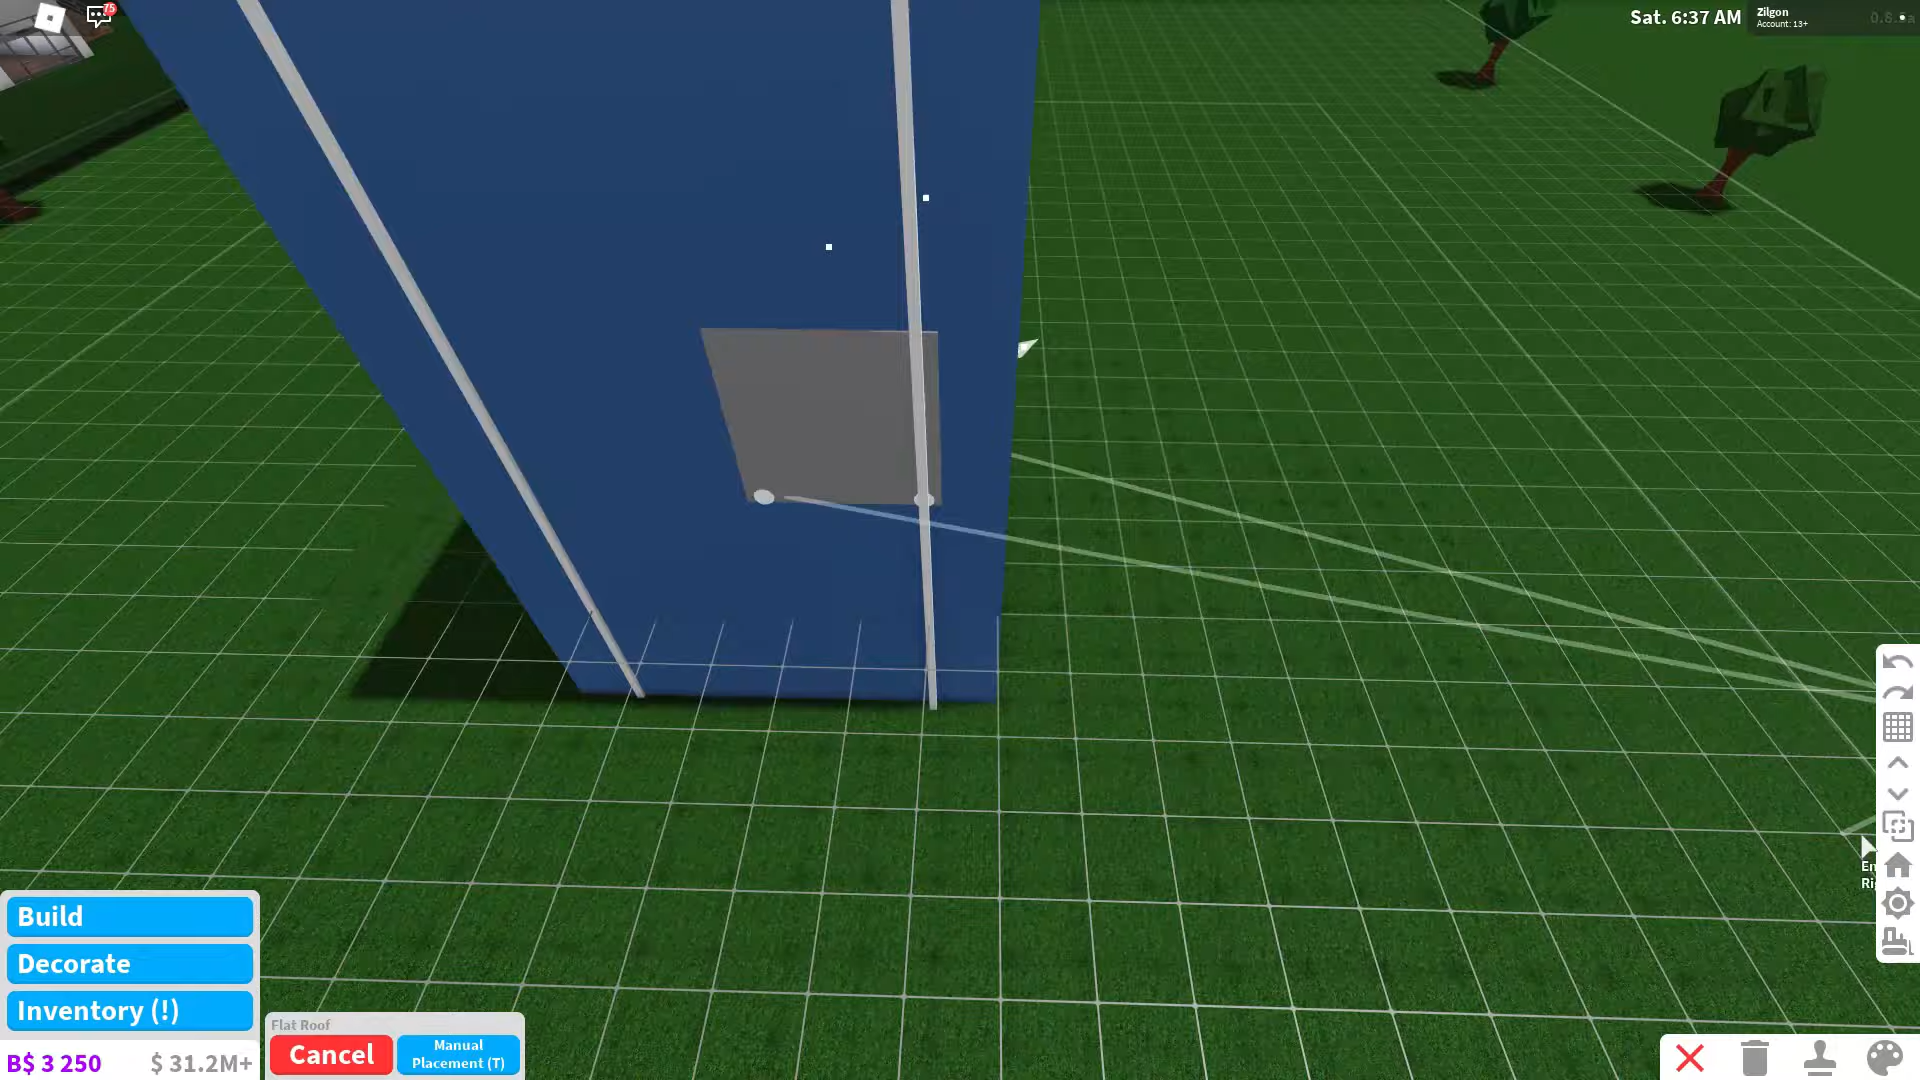 75
Sat. 6:37 AM
Zilgon
Account: 13+
Build
Decorate
Inventory (!)
B$ 3 250
$ 31.2M+
Flat Roof
Cancel
Manual
Placement (T)